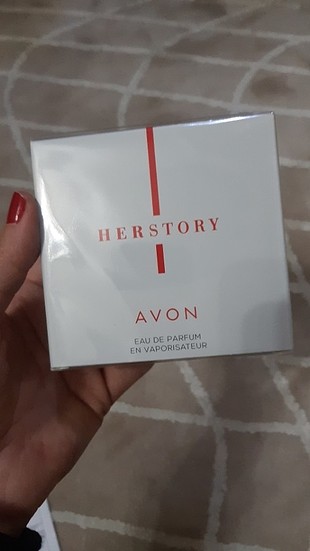 HERSTORY
AVON
EAU DE PARFUM
EN VAPORISATEUR